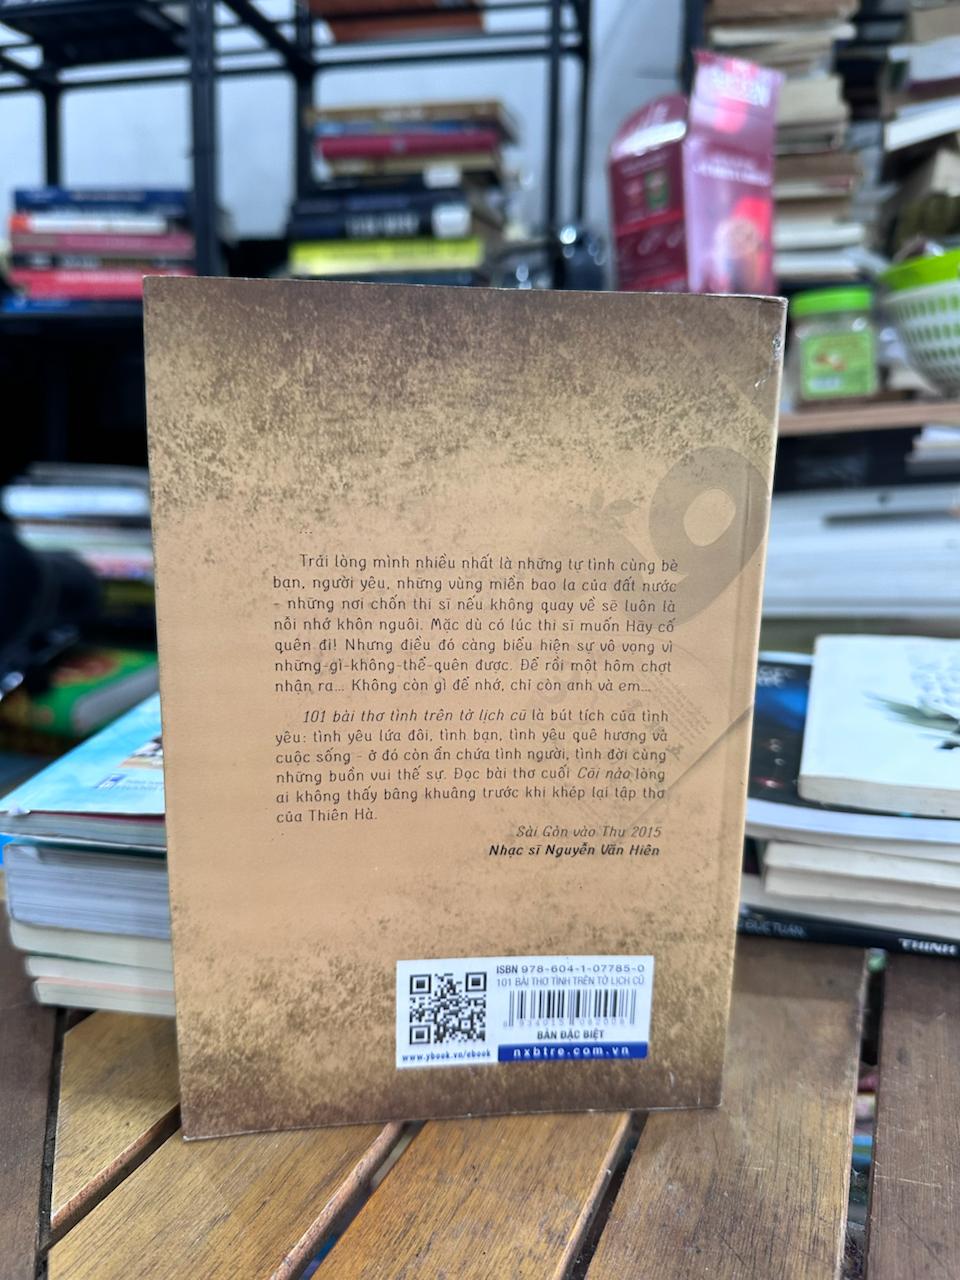 ...
Trải lòng mình nhiều nhất là những tự tình cùng bè
bạn, người yêu, những vùng miền bao la của đất nước
- những nơi chốn thi sĩ nếu không quay về sẽ luôn là
nỗi nhớ khôn nguôi. Mặc dù có lúc thi sĩ muốn Hãy cố
quên đi! Nhưng điều đó càng biểu hiện sự vô vọng vì
những-gì-không-thể-quên được. Để rồi một hôm chợt
nhận ra... Không còn gì để nhớ, chỉ còn anh và em...
101 bài thơ tình trên tờ lịch cũ là bút tích của tình
yêu: tình yêu lứa đôi, tình bạn, tình yêu quê hương và
cuộc sống - ở đó còn ẩn chứa tình người, tình đời cùng
những buồn vui thế sự. Đọc bài thơ cuối Cõi nào lòng
ai không thấy bâng khuâng trước khi khép lại tập thơ
của Thiên Hà.
Sài Gòn vào Thu 2015
Nhạc sĩ Nguyễn Văn Hiên
ISBN 978-604-1-07785-0
101 BÀI THƠ TÌNH TRÊN TỜ LỊCH CŨ
BẢN ĐẶC BIỆT
www.ybook.vn/ebook
nxbtre.com.vn
THỊNH